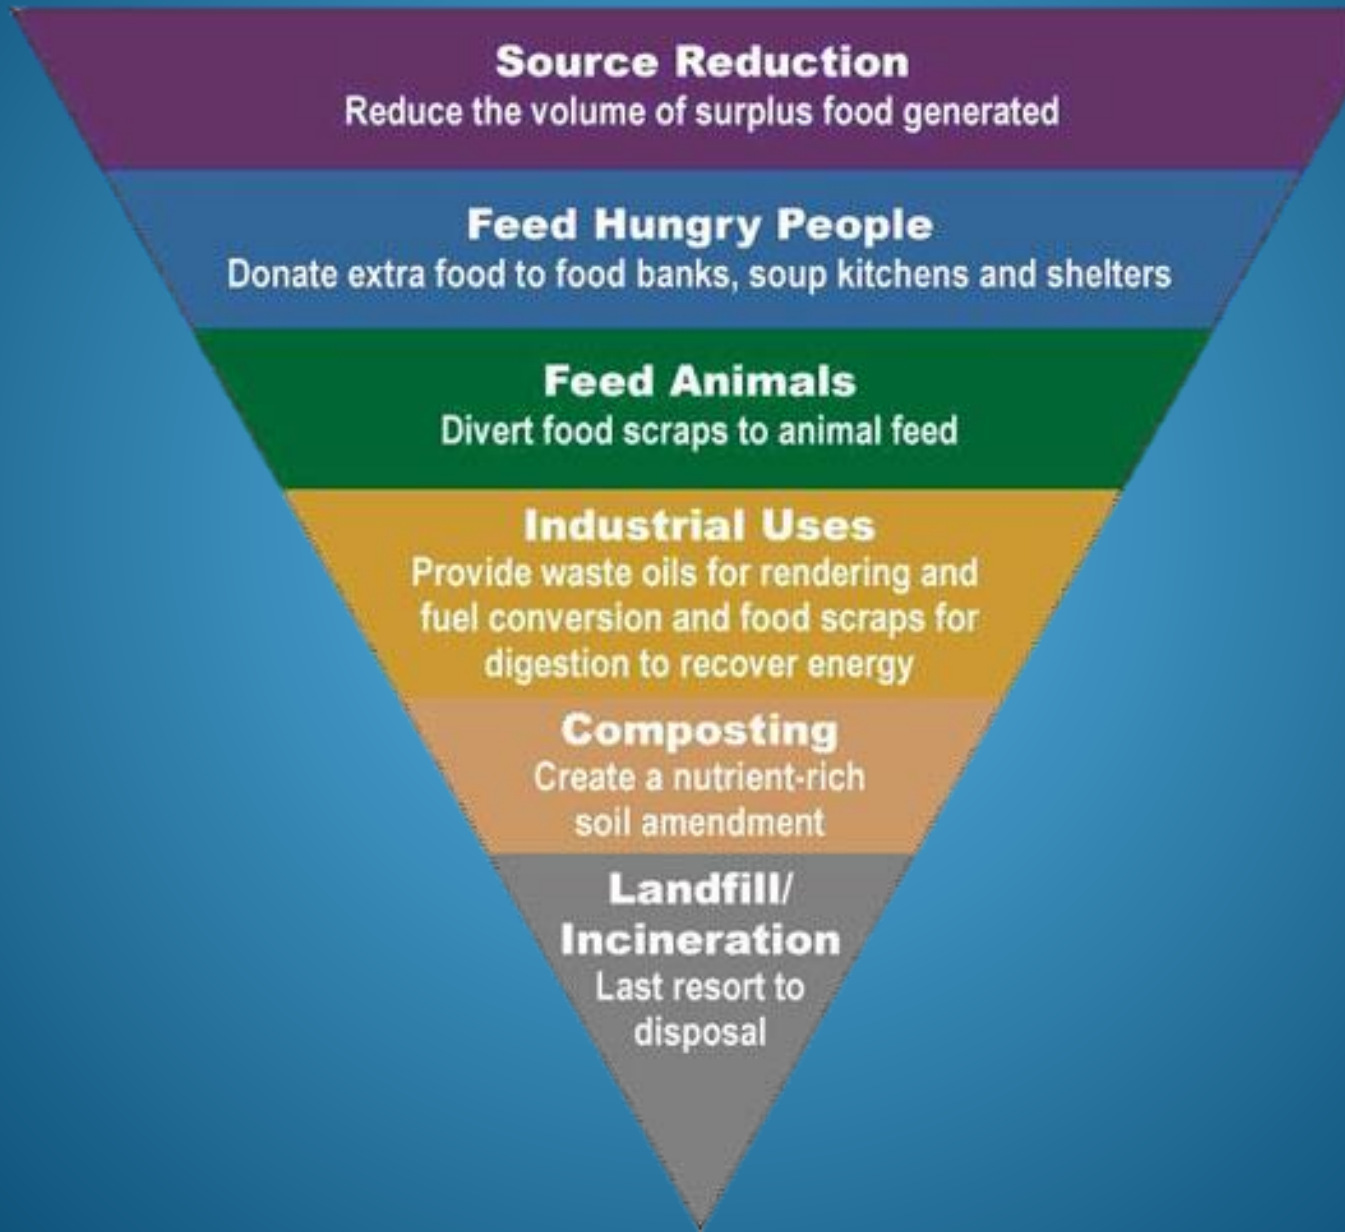 Source Reduction
Reduce the volume of surplus food generated
Feed Hungry People
Donate extra food to food banks, soup kitchens and shelters
Feed Animals
Divert food scraps to animal feed
Industrial Uses
Provide waste oils for rendering and
fuel conversion and food scraps for
digestion to recover energy
Composting
Create a nutrient-rich
soil amendment
Landfill/
Incineration
Last resort to
disposal